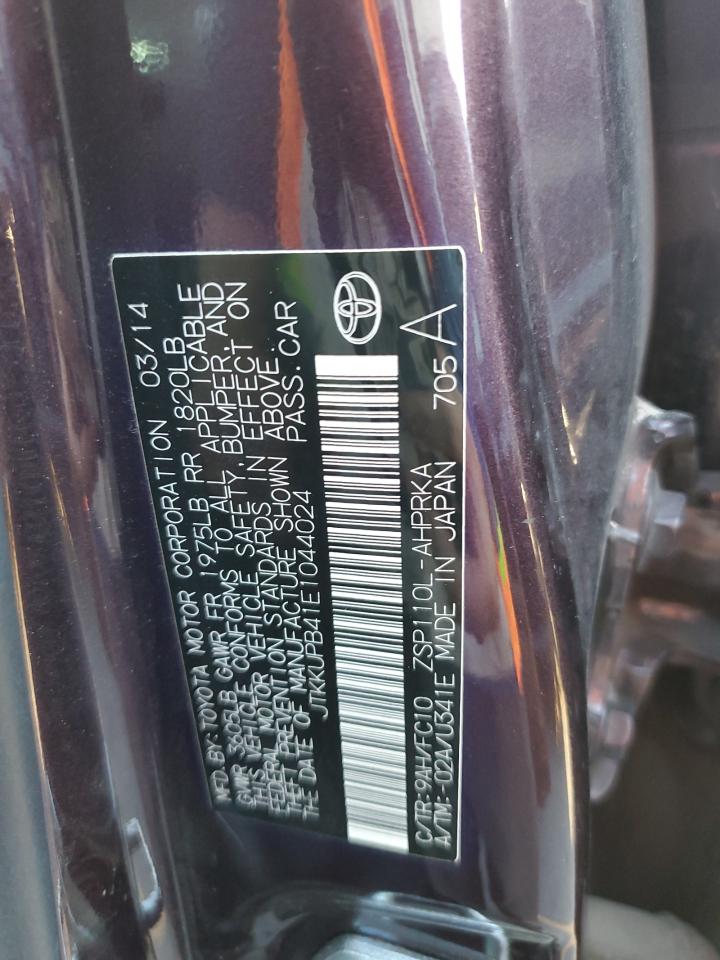 MFD.BY:TOYOTA MOTOR CORPORATION 03/14
GVWR 3305LB GAWR FR 1975LB RR 1820LB
THIS VEHICLE CONFORMS TO ALL APPLICABLE
FEDERAL MOTOR VEHICLE SAFETY,BUMPER,AND
THEFT PREVENTION STANDARDS IN EFFECT ON
THE DATE OF MANUFACTURE SHOWN ABOVE.
JTKKUPB41E1044024 PASS.CAR
C/TR:9AH/FC10 ZSP110L-AHPRKA
A/TM:-02A/U341E MADE IN JAPAN 705 A